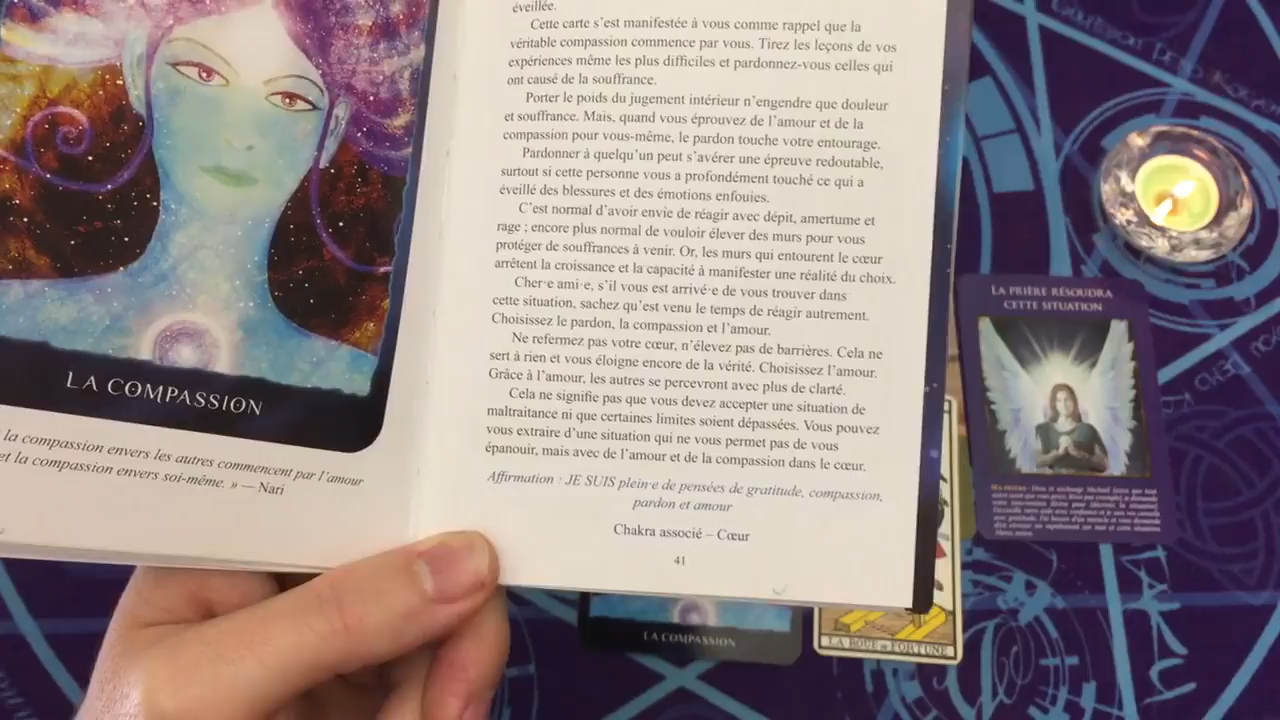 LA COMPASSION
la compassion envers les autres commencent par l'amour
et la compassion envers soi-même. » — Nari
éveillée.
Cette carte s'est manifestée à vous comme rappel que la
véritable compassion commence par vous. Tirez les leçons de vos
expériences même les plus difficiles et pardonnez-vous celles qui
ont causé de la souffrance.
Porter le poids du jugement intérieur n'engendre que douleur
et souffrance. Mais, quand vous éprouvez de l'amour et de la
compassion pour vous-même, le pardon touche votre entourage.
Pardonner à quelqu'un peut s'avérer une épreuve redoutable,
surtout si cette personne vous a profondément touché ce qui a
éveillé des blessures et des émotions enfouies.
C'est normal d'avoir envie de réagir avec dépit, amertume et
rage ; encore plus normal de vouloir élever des murs pour vous
protéger de souffrances à venir. Or, les murs qui entourent le cœur
arrêtent la croissance et la capacité à manifester une réalité du choix.
Cher·e ami·e, s'il vous est arrivé·e de vous trouver dans
cette situation, sachez qu'est venu le temps de réagir autrement.
Choisissez le pardon, la compassion et l'amour.
Ne refermez pas votre cœur, n'élevez pas de barrières. Cela ne
sert à rien et vous éloigne encore de la vérité. Choisissez l'amour.
Grâce à l'amour, les autres se percevront avec plus de clarté.
Cela ne signifie pas que vous devez accepter une situation de
maltraitance ni que certaines limites soient dépassées. Vous pouvez
vous extraire d'une situation qui ne vous permet pas de vous
épanouir, mais avec de l'amour et de la compassion dans le cœur.
Affirmation : JE SUIS plein·e de pensées de gratitude, compassion,
pardon et amour
Chakra associé – Cœur
41
LA PRIÈRE RÉSOUDRA
CETTE SITUATION
LA COMPASSION
LA ROUE DE FORTUNE